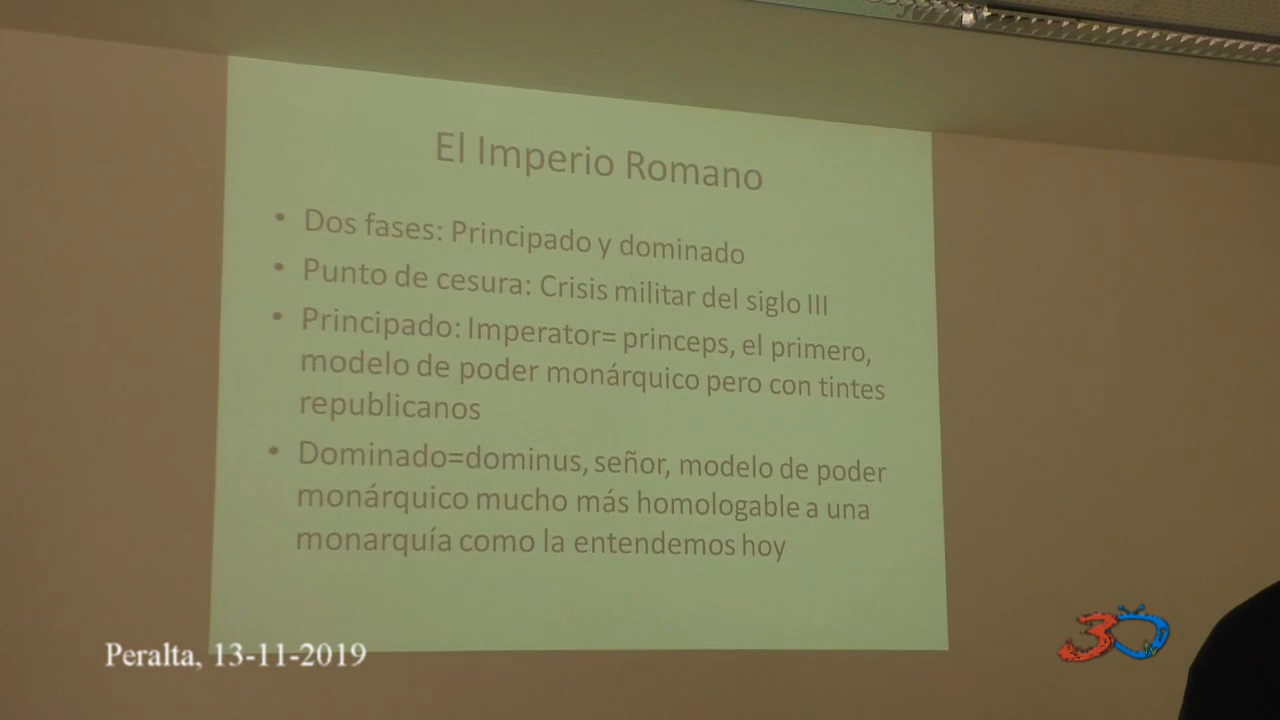 El Imperio Romano
• Dos fases: Principado y dominado
• Punto de cesura: Crisis militar del siglo III
• Principado: Imperator= princeps, el primero,
modelo de poder monárquico pero con tintes
republicanos
• Dominado=dominus, señor, modelo de poder
monárquico mucho más homologable a una
monarquía como la entendemos hoy
Peralta, 13-11-2019
3